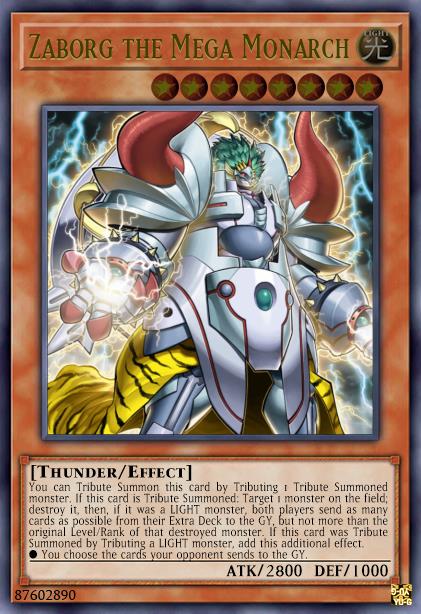 ZABORG THE MEGA MONARCH
LIGHT
光
[THUNDER/EFFECT]
You can Tribute Summon this card by Tributing 1 Tribute Summoned
monster. If this card is Tribute Summoned: Target 1 monster on the field;
destroy it, then, if it was a LIGHT monster, both players send as many
cards as possible from their Extra Deck to the GY, but not more than the
original Level/Rank of that destroyed monster. If this card was Tribute
Summoned by Tributing a LIGHT monster, add this additional effect.
● You choose the cards your opponent sends to the GY.
ATK/2800 DEF/1000
87602890